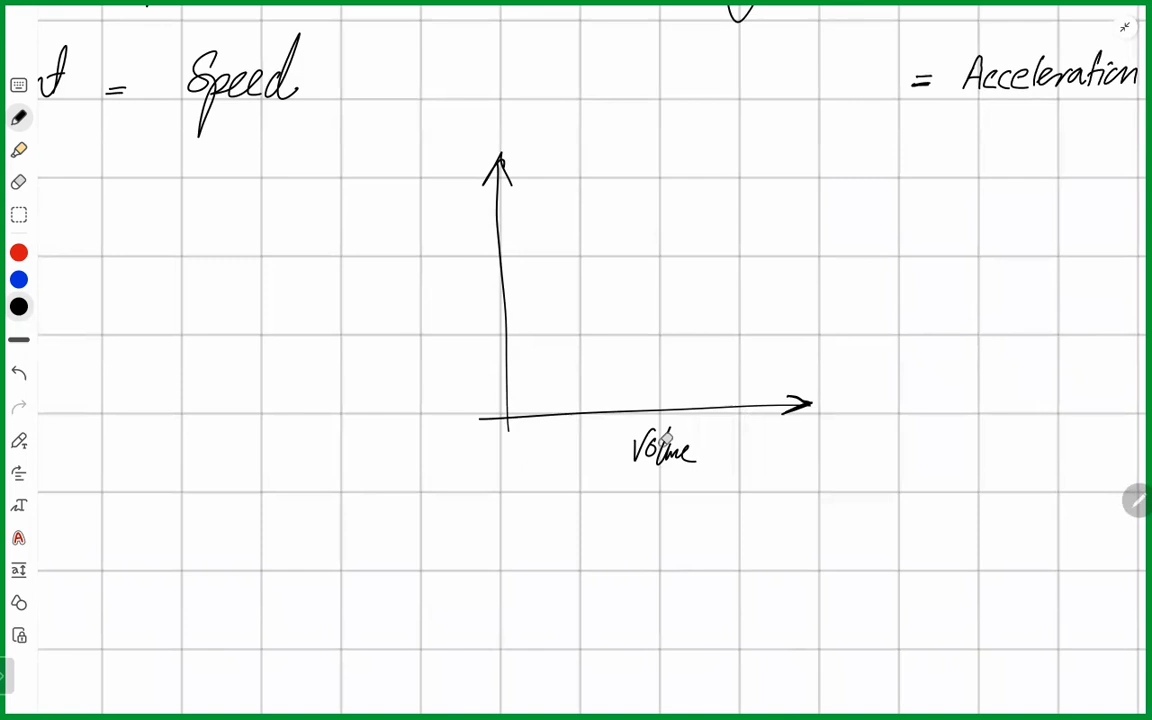 = Speed
= Acceleration
Volume